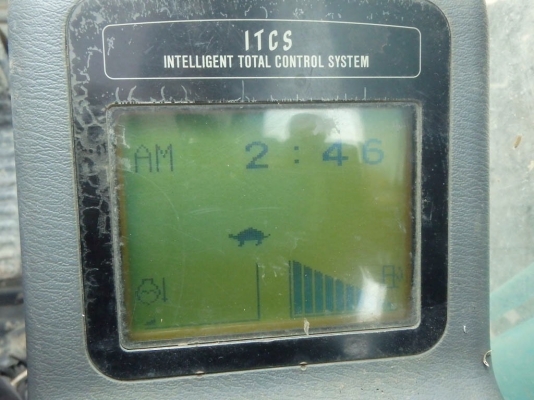 ITCS
INTELLIGENT TOTAL CONTROL SYSTEM
AM 2:46